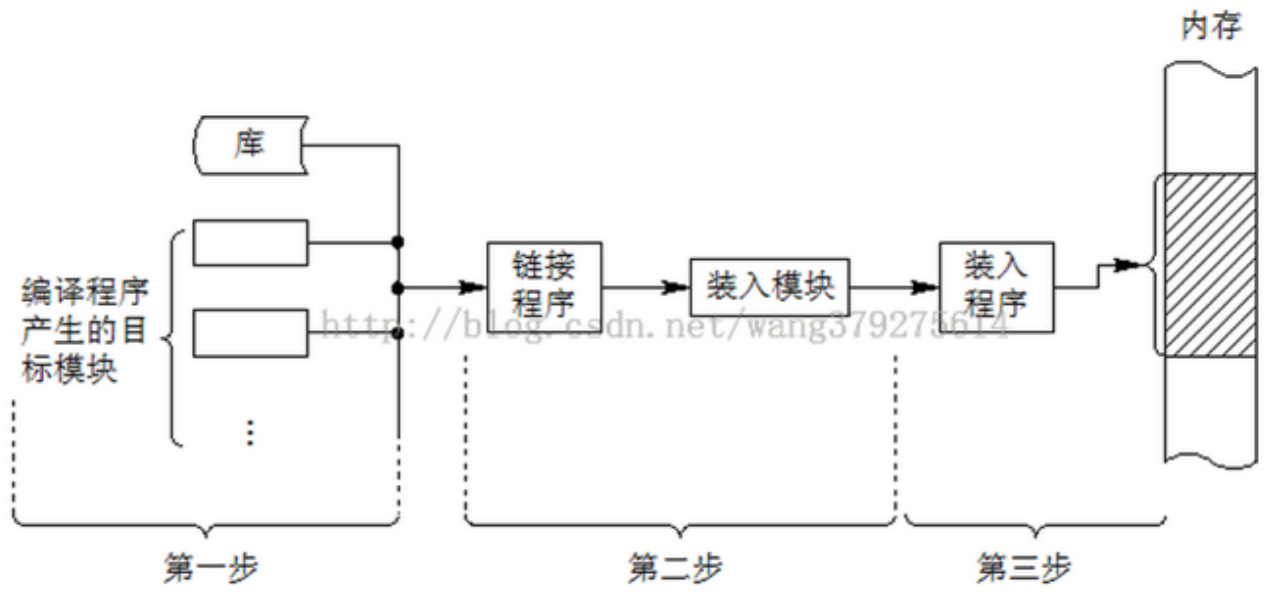 内存
库
编译程序
产生的目
标模块
链接
程序
装入模块
装入
程序
http://blog.csdn.net/wang379275614
⋮
第一步
第二步
第三步